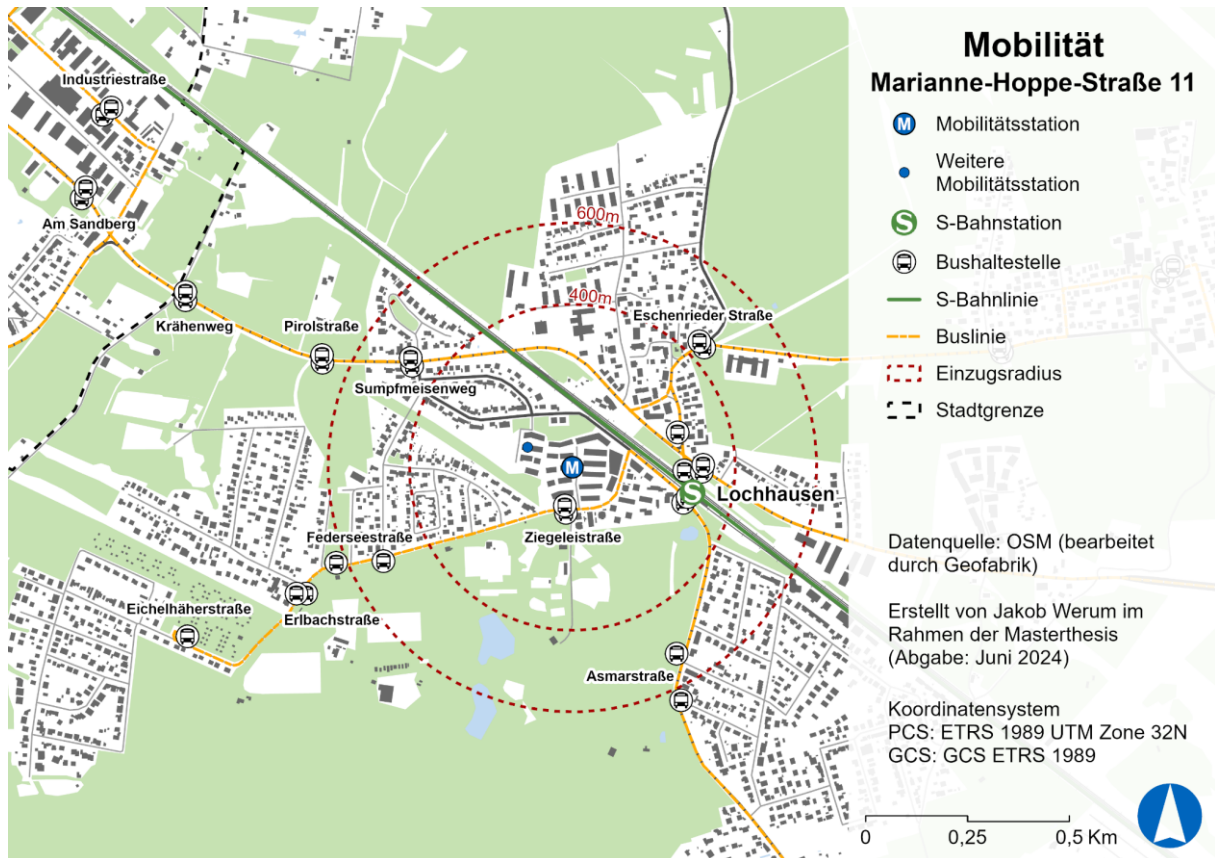 Mobilität
Marianne-Hoppe-Straße 11
M
Mobilitätsstation
Weitere
Mobilitätsstation
S
S-Bahnstation
Bushaltestelle
S-Bahnlinie
Buslinie
Einzugsradius
Stadtgrenze
Industriestraße
Am Sandberg
Krähenweg
Pirolstraße
Sumpfmeisenweg
600m
400m
Eschenrieder Straße
M
S
Lochhausen
Ziegeleistraße
Federseestraße
Erlbachstraße
Eichelhäherstraße
Asmarstraße
Datenquelle: OSM (bearbeitet
durch Geofabrik)
Erstellt von Jakob Werum im
Rahmen der Masterthesis
(Abgabe: Juni 2024)
Koordinatensystem
PCS: ETRS 1989 UTM Zone 32N
GCS: GCS ETRS 1989
0 0,25 0,5 Km